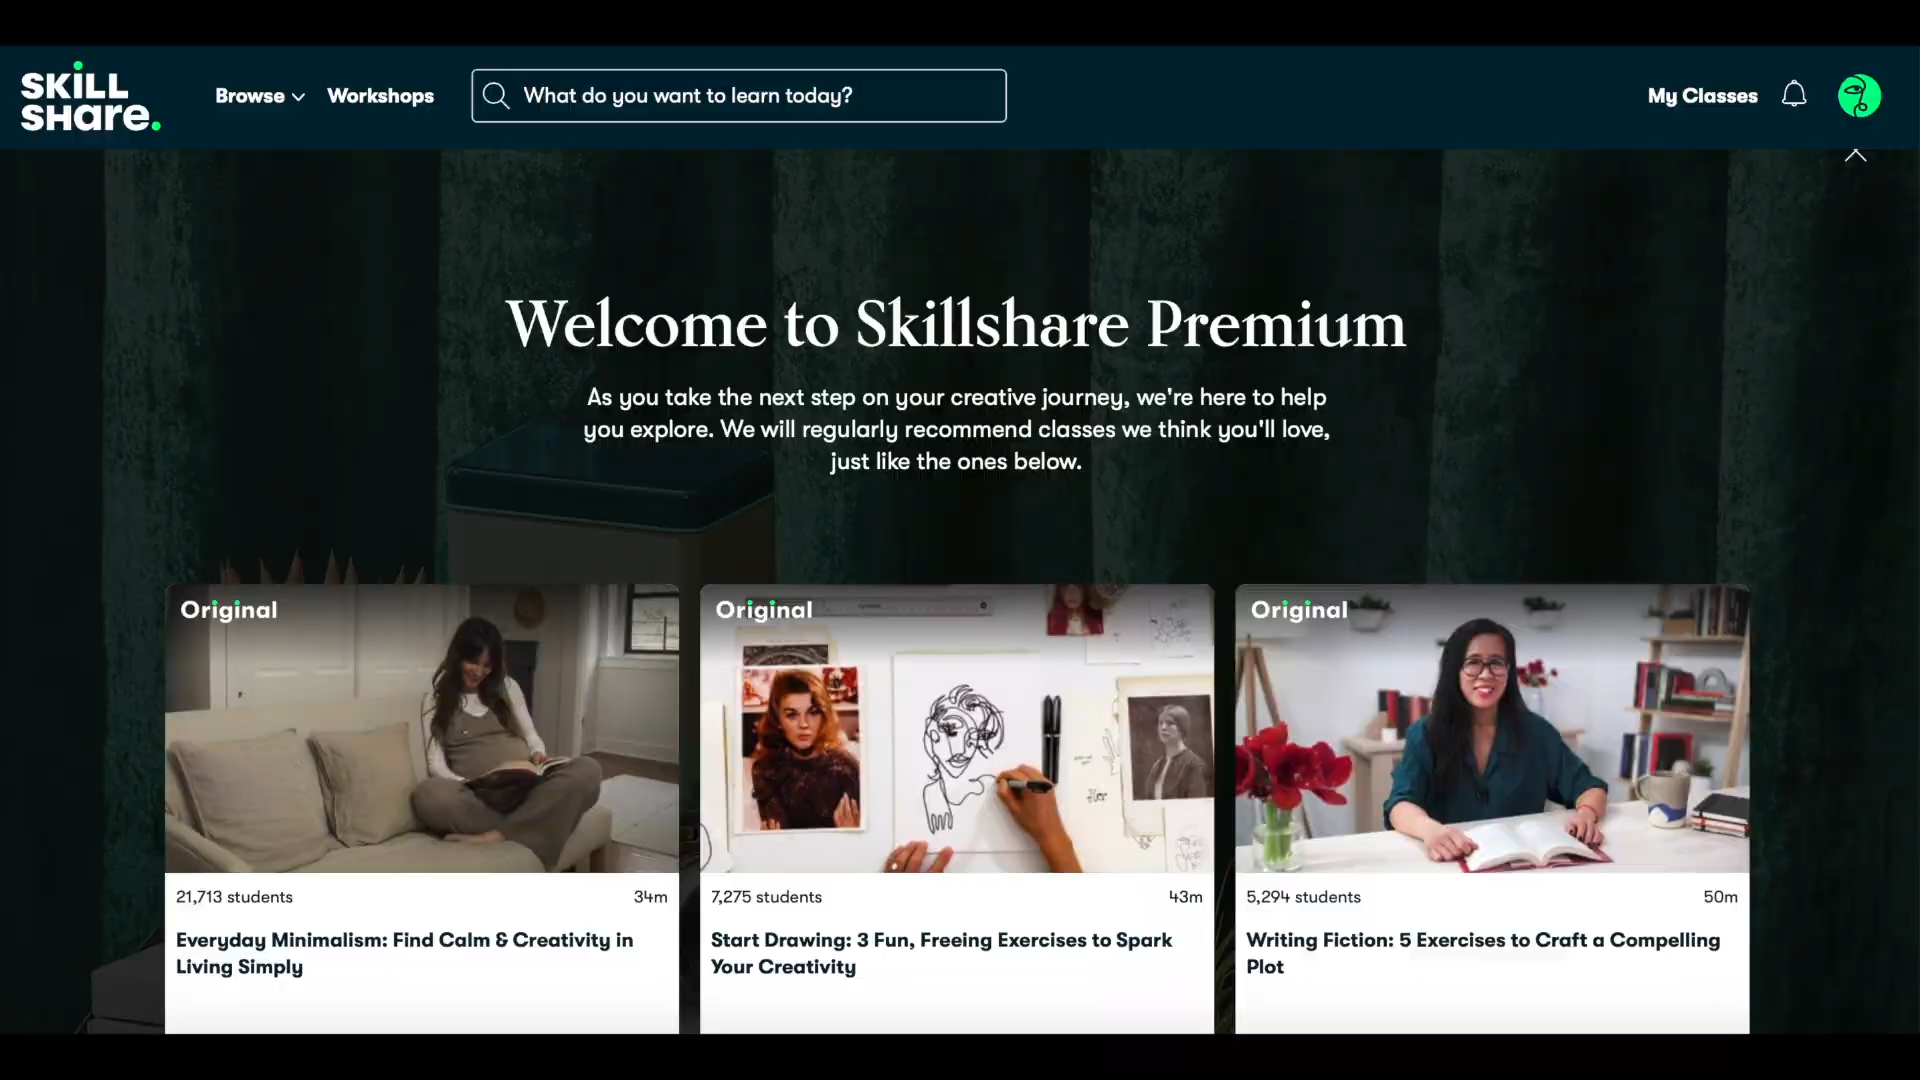 SKILL
SHare.
Browse
Workshops
What do you want to learn today?
My Classes
Welcome to Skillshare Premium
As you take the next step on your creative journey, we're here to help
you explore. We will regularly recommend classes we think you'll love,
just like the ones below.
Original
21,713 students
34m
Everyday Minimalism: Find Calm & Creativity in
Living Simply
Original
7,275 students
43m
Start Drawing: 3 Fun, Freeing Exercises to Spark
Your Creativity
Original
5,294 students
50m
Writing Fiction: 5 Exercises to Craft a Compelling
Plot